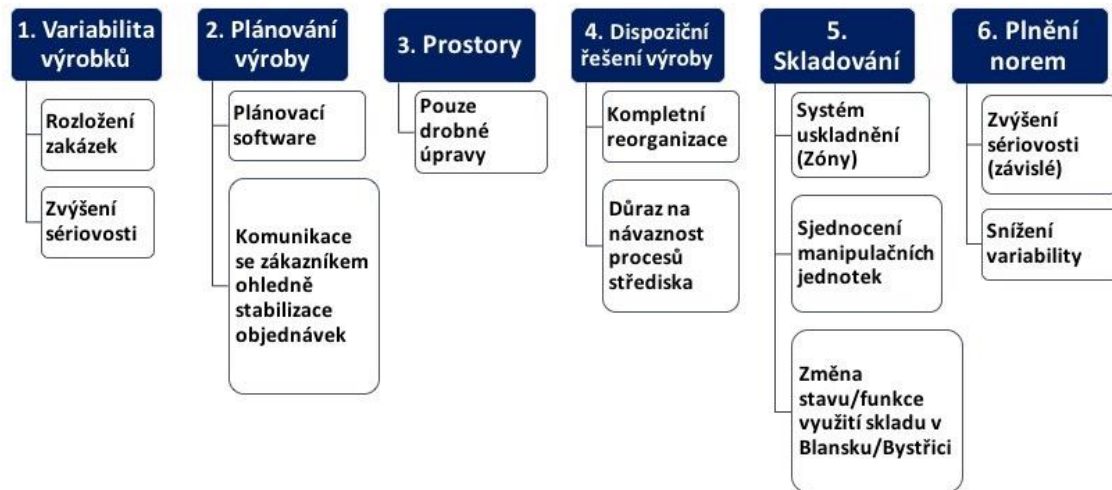 1. Variabilita
výrobků
Rozložení
zakázek
Zvýšení
sériovosti
2. Plánování
výroby
Plánovací
software
Komunikace
se zákazníkem
ohledně
stabilizace
objednávek
3. Prostory
Pouze
drobné
úpravy
4. Dispoziční
řešení výroby
Kompletní
reorganizace
Důraz na
návaznost
procesů
střediska
5.
Skladování
Systém
uskladnění
(Zóny)
Sjednocení
manipulačních
jednotek
Změna
stavu/funkce
využití skladu v
Blansku/Bystřici
6. Plnění
norem
Zvýšení
sériovosti
(závislé)
Snížení
variability